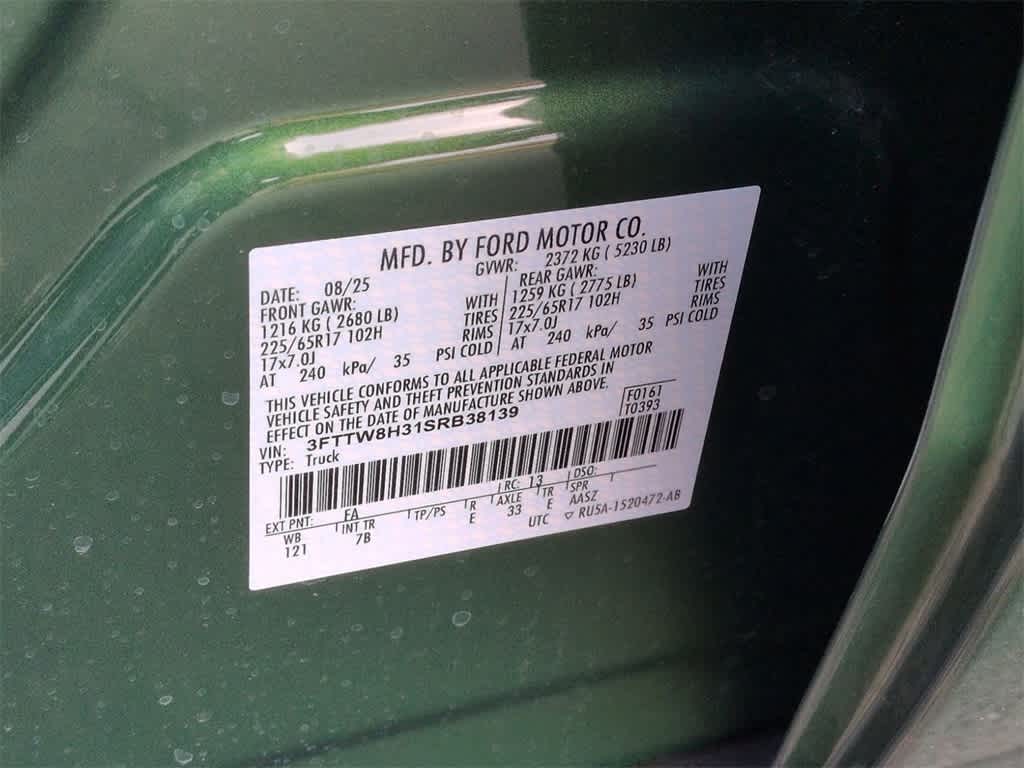 MFD. BY FORD MOTOR CO.
DATE: 08/25 GVWR: 2372 KG ( 5230 LB)
FRONT GAWR: REAR GAWR:
1216 KG ( 2680 LB) WITH 1259 KG ( 2775 LB) WITH
225/65R17 102H TIRES 225/65R17 102H TIRES
17x7.0J RIMS 17x7.0J RIMS
AT 240 kPa/ 35 PSI COLD AT 240 kPa/ 35 PSI COLD
THIS VEHICLE CONFORMS TO ALL APPLICABLE FEDERAL MOTOR
VEHICLE SAFETY AND THEFT PREVENTION STANDARDS IN
EFFECT ON THE DATE OF MANUFACTURE SHOWN ABOVE.
VIN: 3FTTW8H31SRB38139 F0161
TYPE: Truck T0393
EXT PNT: EA RC: 13 DSO:
WB INT TR TP/PS R AXLE TR SPR
121 7B E 33 E AASZ
UTC ▽ RU5A-1520472-AB